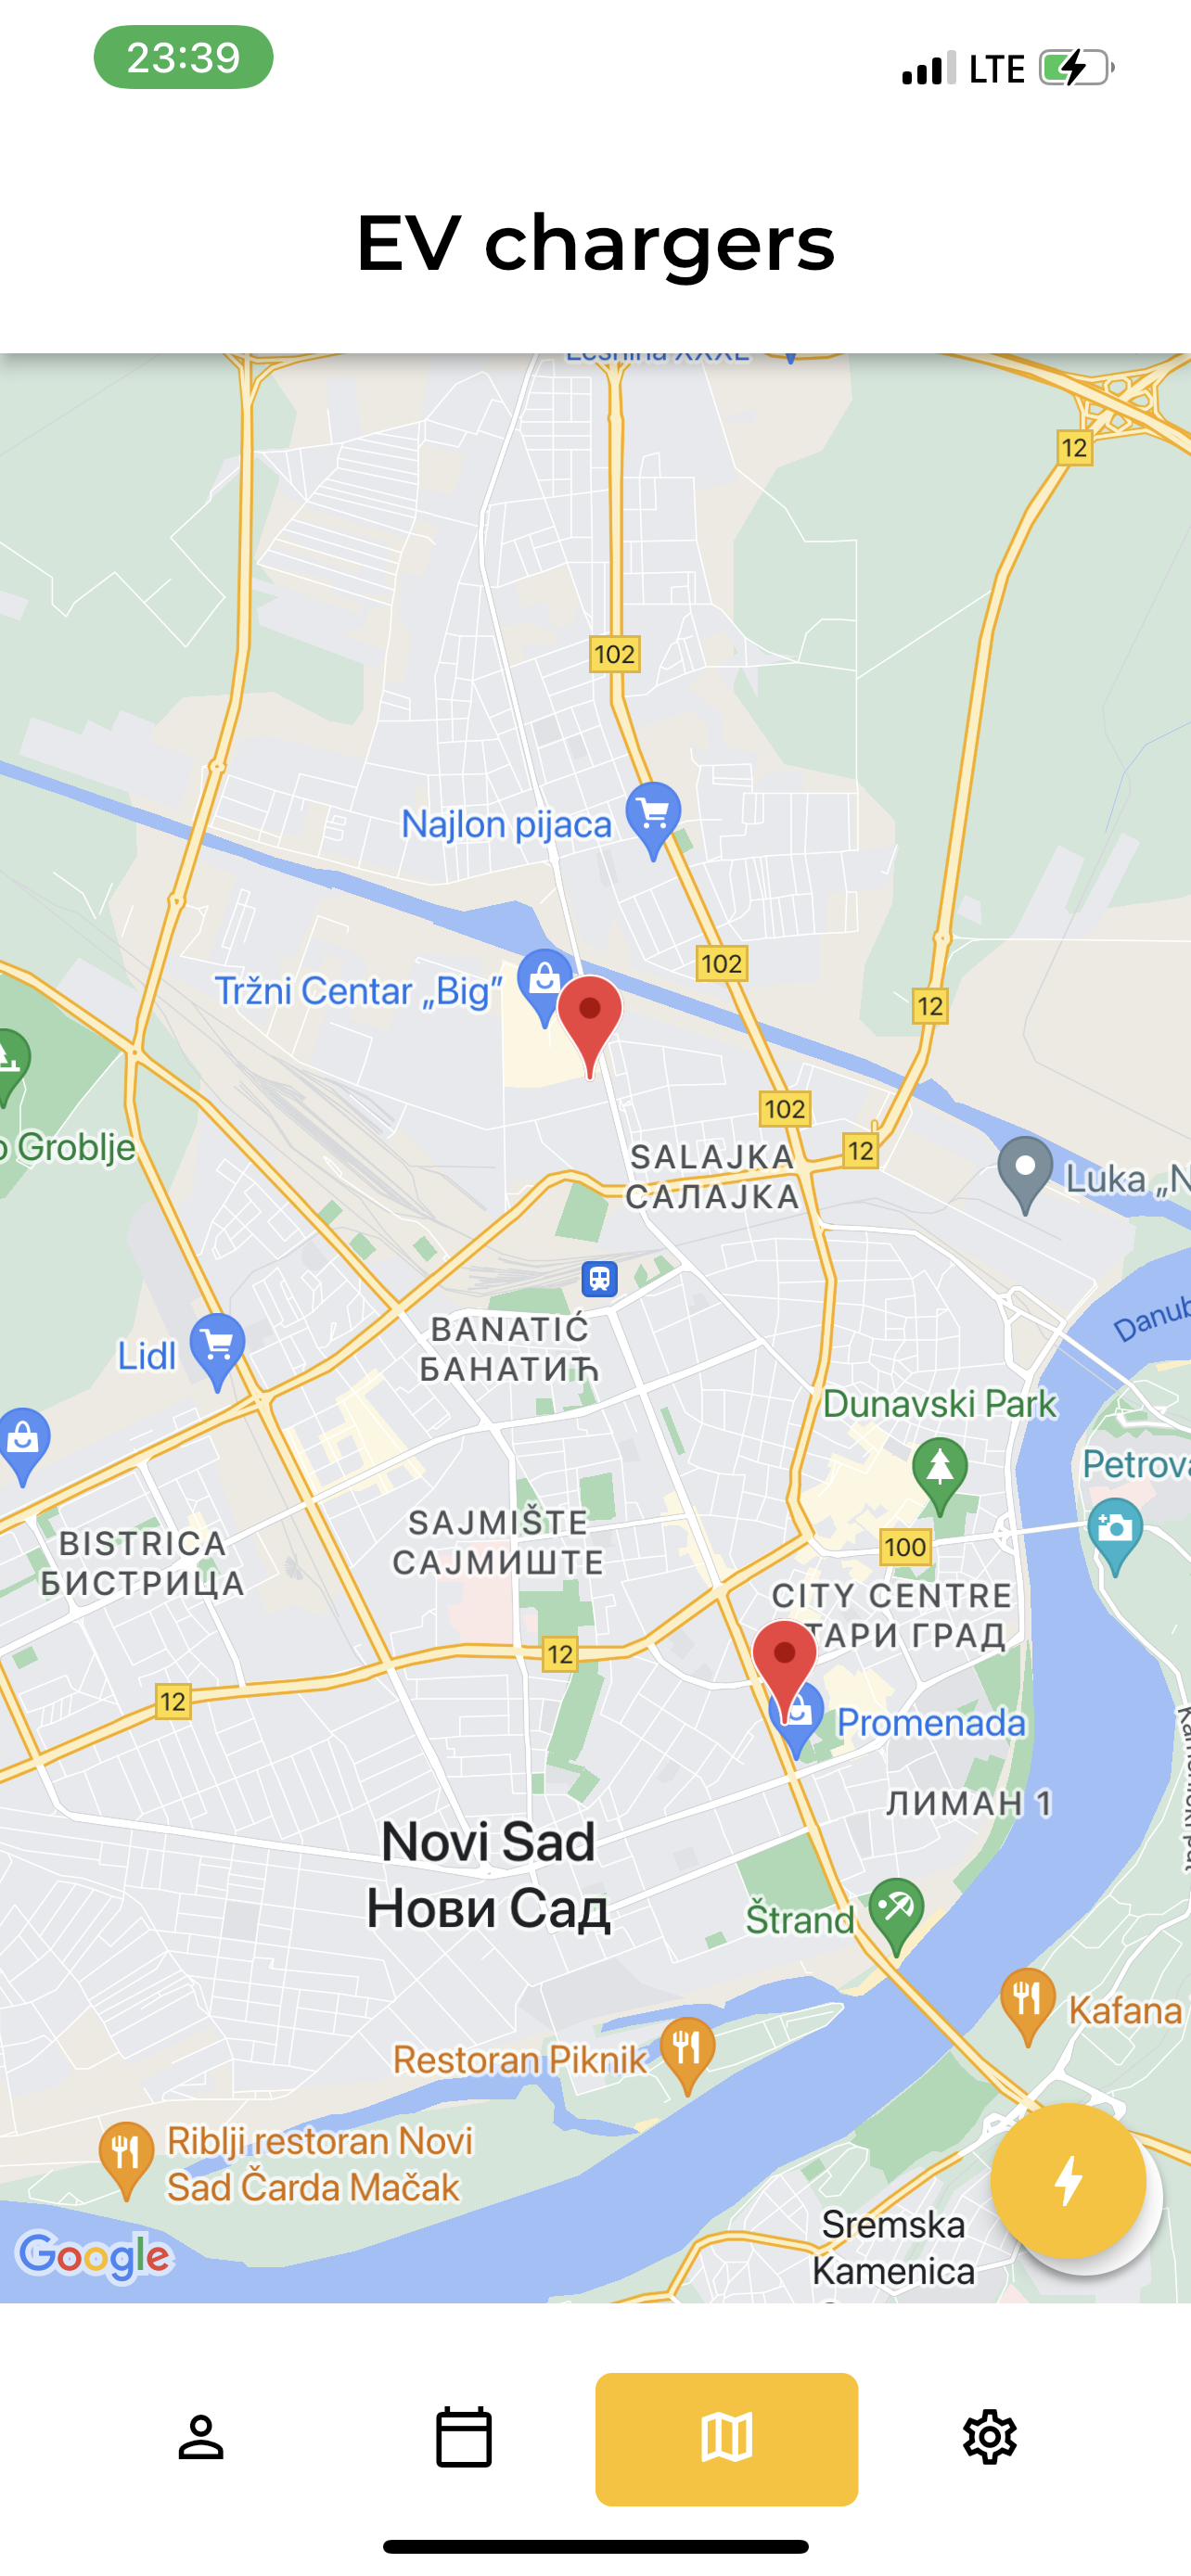 23:39
LTE
EV chargers
Lesnina XXXL
12
102
Najlon pijaca
102
Tržni Centar „Big”
12
102
12
Groblje
SALAJKA
САЛАЈКА
Luka „N
Danub
BANATIĆ
БАНАТИЋ
Lidl
Dunavski Park
Petrova
SAJMIŠTE
САЈМИШТЕ
BISTRICA
БИСТРИЦА
100
CITY CENTRE
ТАРИ ГРАД
12
12
Promenada
ЛИМАН 1
Novi Sad
Нови Сад
Štrand
Kafana
Restoran Piknik
Riblji restoran Novi
Sad Čarda Mačak
Sremska
Kamenica
Google